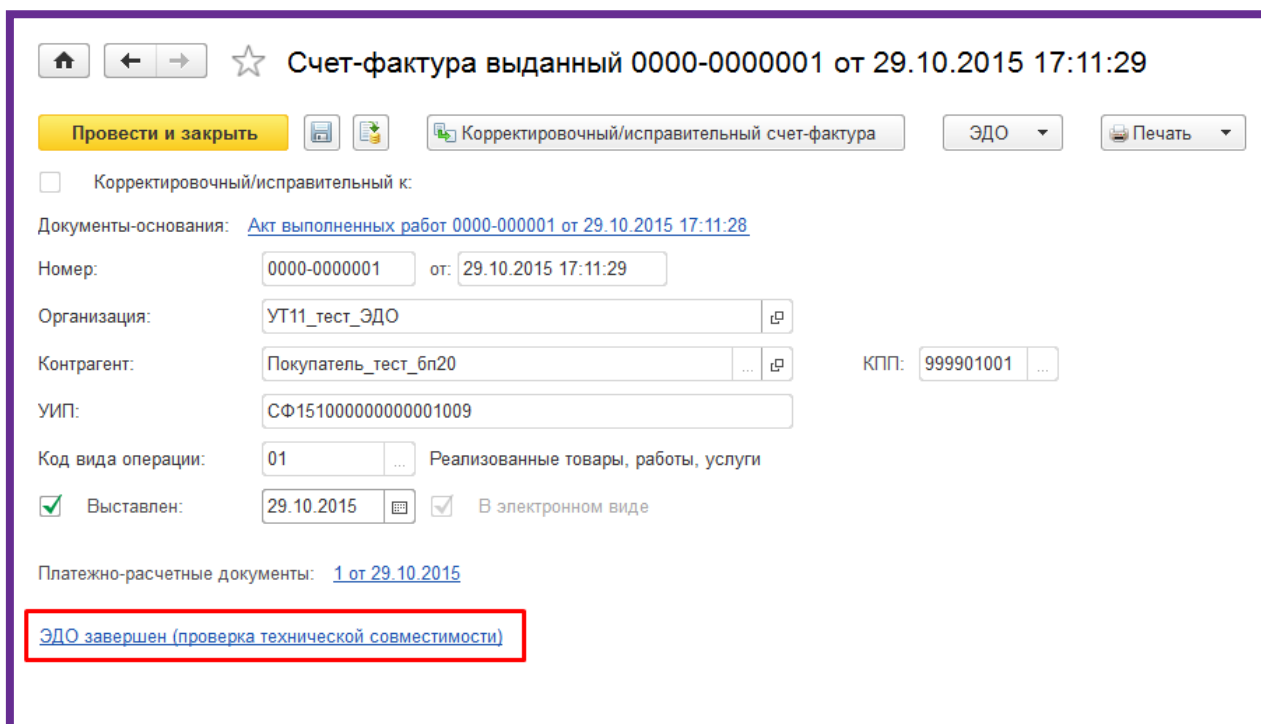 Счет-фактура выданный 0000-0000001 от 29.10.2015 17:11:29
Провести и закрыть Корректировочный/исправительный счет-фактура ЭДО Печать
Корректировочный/исправительный к:
Документы-основания: Акт выполненных работ 0000-000001 от 29.10.2015 17:11:28
Номер: 0000-0000001 от: 29.10.2015 17:11:29
Организация: УТ11_тест_ЭДО
Контрагент: Покупатель_тест_бп20 ... КПП: 999901001 ...
УИП: СФ151000000000001009
Код вида операции: 01 ... Реализованные товары, работы, услуги
Выставлен: 29.10.2015 В электронном виде
Платежно-расчетные документы: 1 от 29.10.2015
ЭДО завершен (проверка технической совместимости)